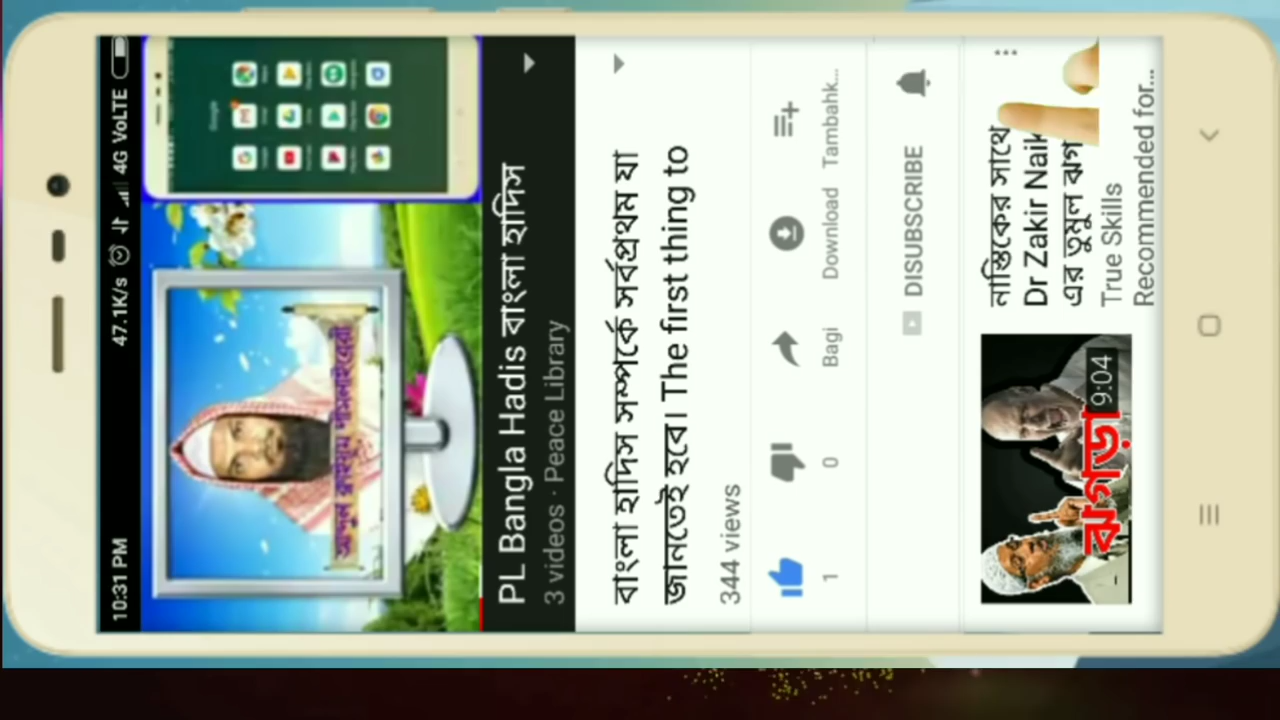 10:31 PM
47.1K/s
4G VoLTE
Google
PL Bangla Hadis বাংলা হাদিস
3 videos · Peace Library
বাংলা হাদিস সম্পর্কে সর্বপ্রথম যা
জানতেই হবে। The first thing to
344 views
1
0
Bagi
Download
Tambahk...
DISUBSCRIBE
ঝগড়া
9:04
নাস্তিকের সাথে
Dr Zakir Naik
এর তুমুল ঝগ
True Skills
Recommended for...